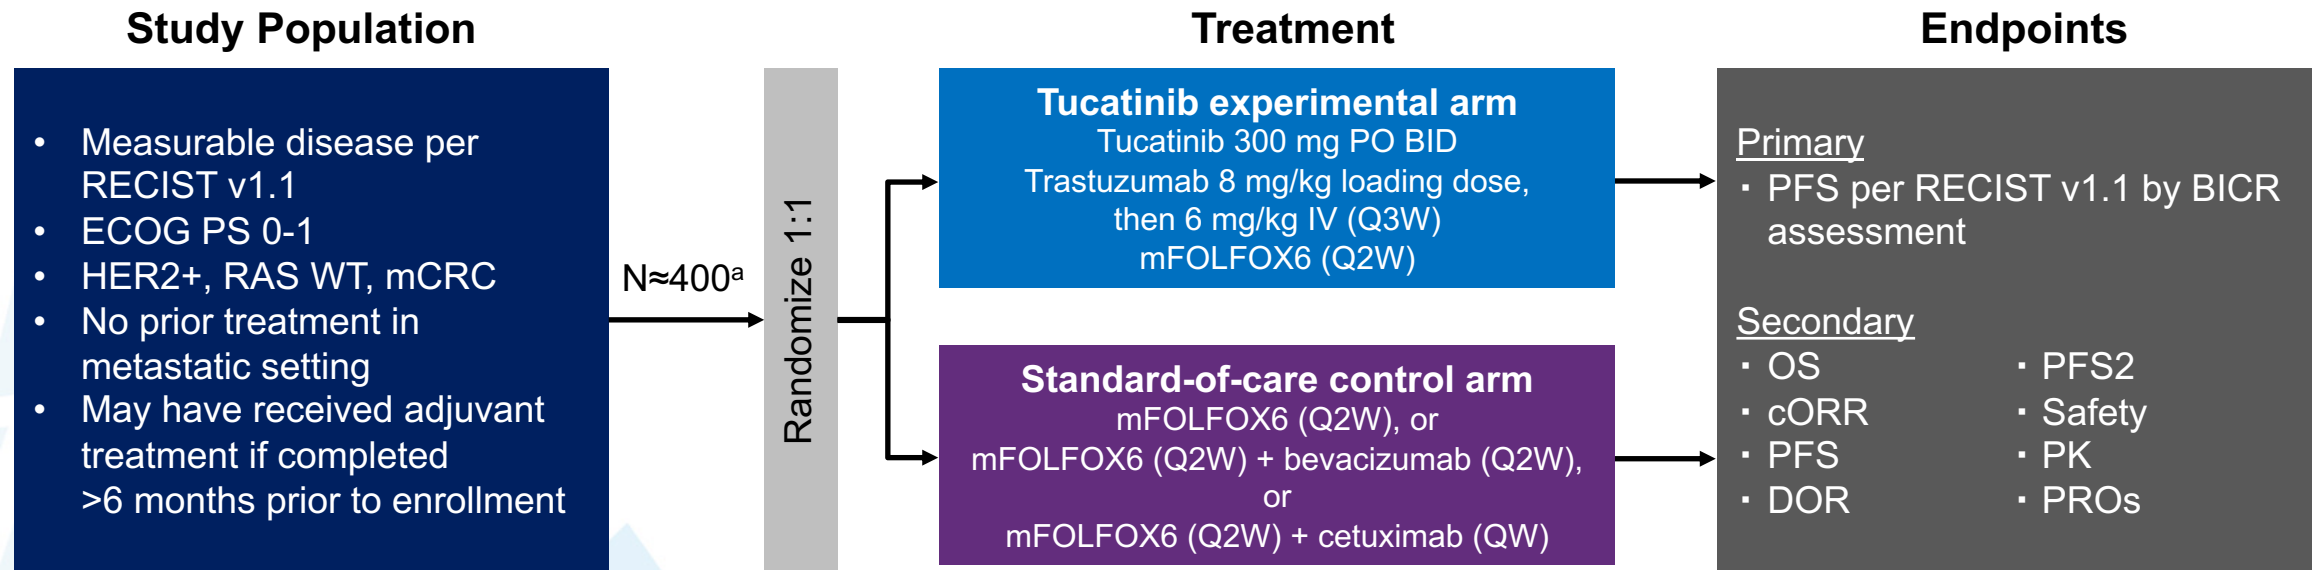 Study Population
• Measurable disease per
RECIST v1.1
• ECOG PS 0-1
• HER2+, RAS WT, mCRC
• No prior treatment in
metastatic setting
• May have received adjuvant
treatment if completed
>6 months prior to enrollment
N≈400ᵃ
Randomize 1:1
Treatment
Tucatinib experimental arm
Tucatinib 300 mg PO BID
Trastuzumab 8 mg/kg loading dose,
then 6 mg/kg IV (Q3W)
mFOLFOX6 (Q2W)
Standard-of-care control arm
mFOLFOX6 (Q2W), or
mFOLFOX6 (Q2W) + bevacizumab (Q2W),
or
mFOLFOX6 (Q2W) + cetuximab (QW)
Endpoints
Primary
▪ PFS per RECIST v1.1 by BICR
assessment
Secondary
▪ OS
▪ cORR
▪ PFS
▪ DOR
▪ PFS2
▪ Safety
▪ PK
▪ PROs